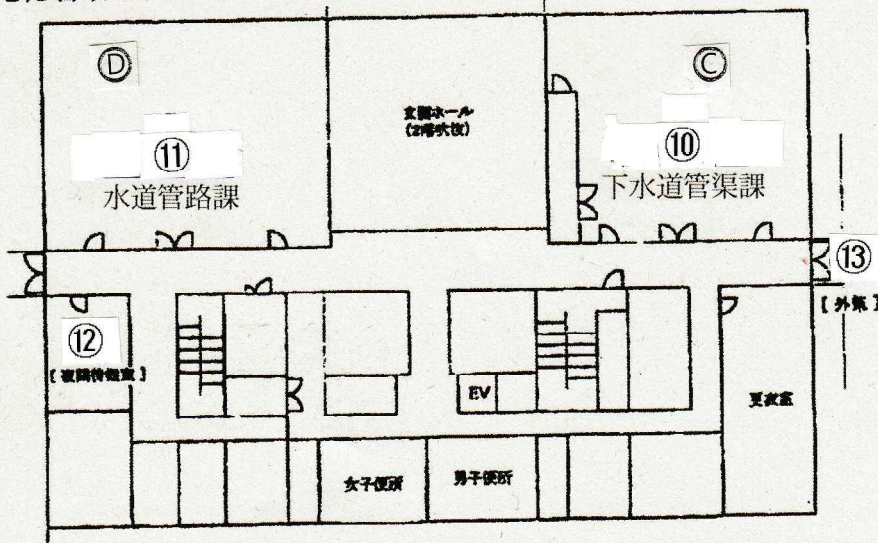 Ⓓ
Ⓒ
玄関ホール
(2階吹抜)
⑪
水道管路課
⑩
下水道管渠課
⑬
[外気]
⑫
[夜間待機室]
EV
更衣室
女子便所
男子便所